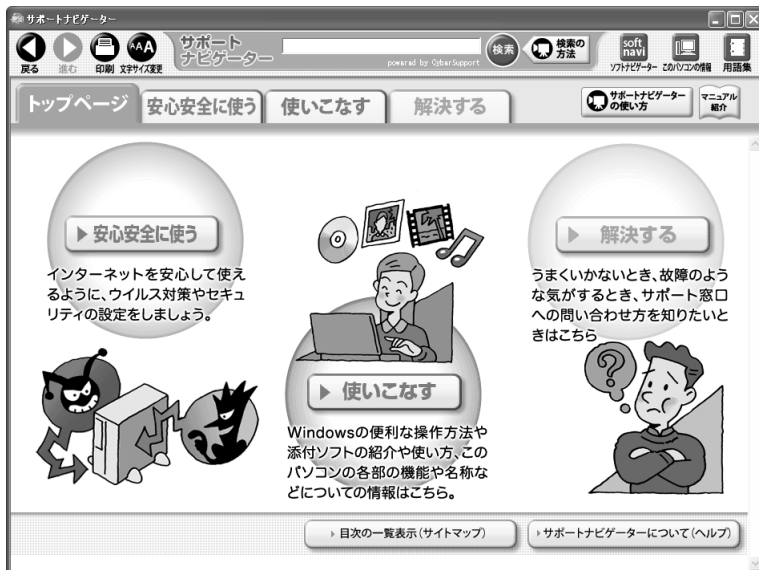 サポートナビゲーター
戻る 進む 印刷 AAA 文字サイズ変更
サポート
ナビゲーター
powered by CyberSupport
検索
検索の
方法
soft
navi
ソフトナビゲーター このパソコンの情報 用語集
トップページ 安心安全に使う 使いこなす 解決する
サポートナビゲーター
の使い方
マニュアル
紹介
安心安全に使う
インターネットを安心して使え
るように、ウイルス対策やセキュ
リティの設定をしましょう。
使いこなす
Windowsの便利な操作方法や
添付ソフトの紹介や使い方、この
パソコンの各部の機能や名称な
どについての情報はこちら。
解決する
うまくいかないとき、故障のよう
な気がするとき、サポート窓口
への問い合わせ方を知りたいと
きはこちら
?
目次の一覧表示(サイトマップ) サポートナビゲーターについて(ヘルプ)